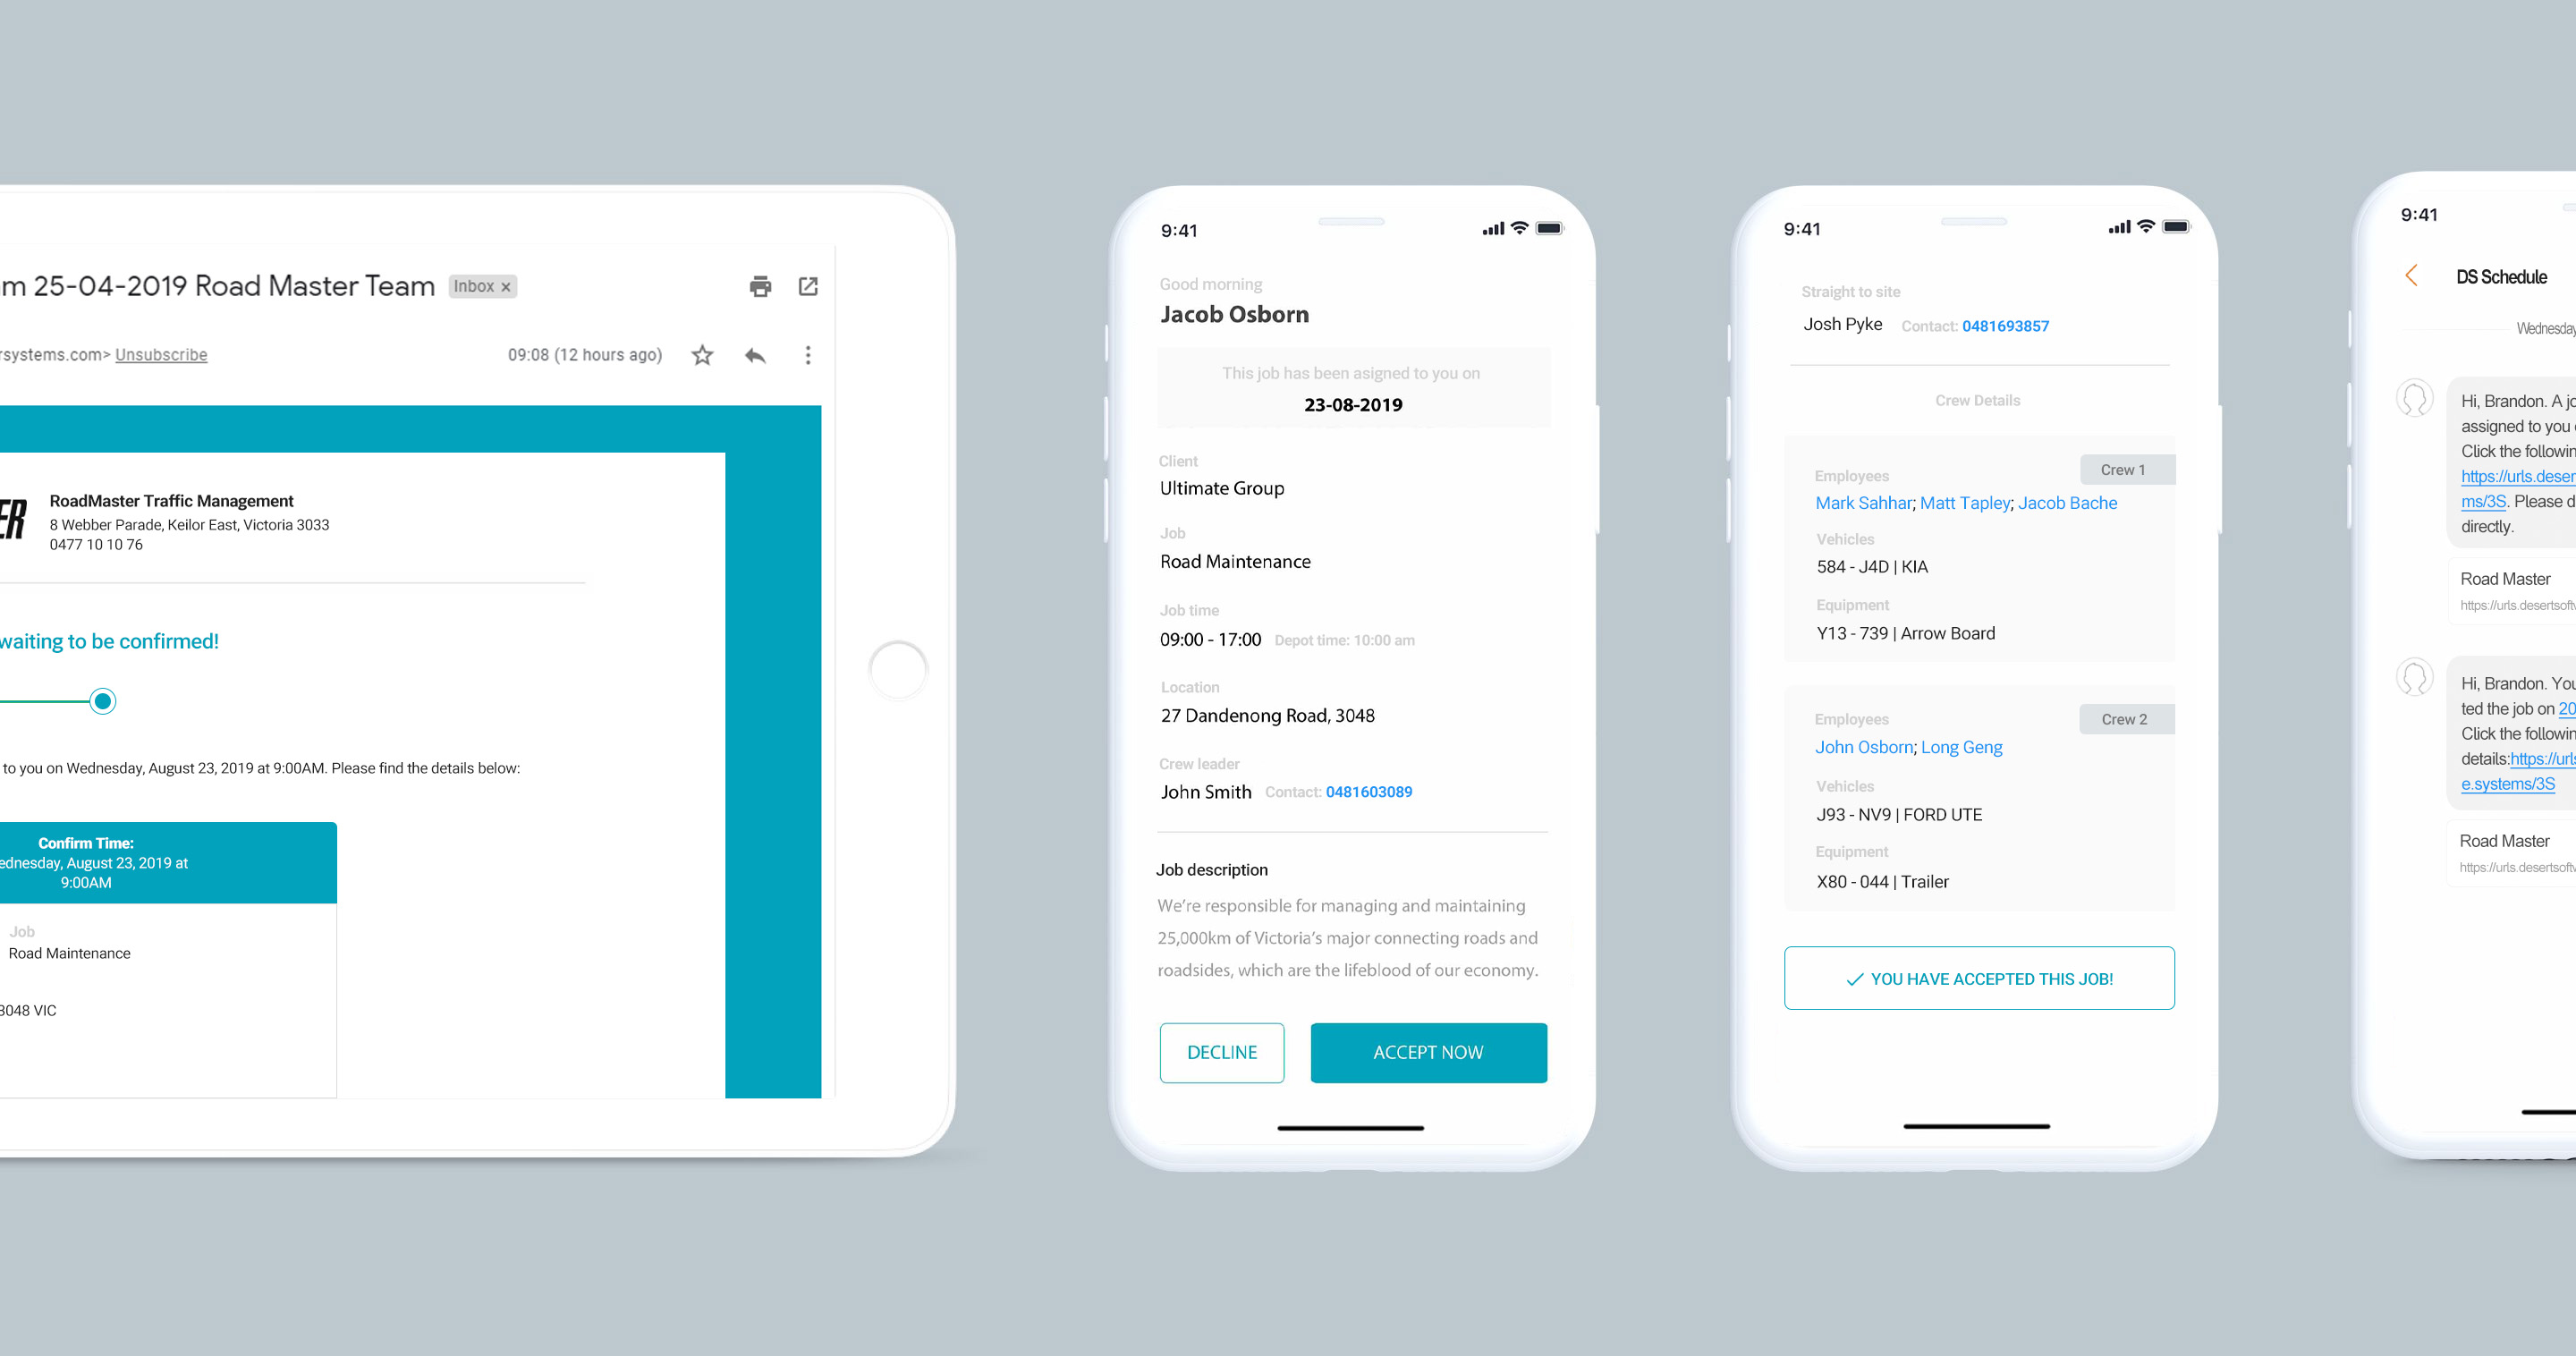 m 25-04-2019 Road Master Team Inbox ×
rsystems.com> Unsubscribe 09:08 (12 hours ago)
ER
RoadMaster Traffic Management
8 Webber Parade, Keilor East, Victoria 3033
0477 10 10 76
waiting to be confirmed!
to you on Wednesday, August 23, 2019 at 9:00AM. Please find the details below:
Confirm Time:
ednesday, August 23, 2019 at
9:00AM
Job
Road Maintenance
3048 VIC
9:41
Good morning
Jacob Osborn
This job has been asigned to you on
23-08-2019
Client
Ultimate Group
Job
Road Maintenance
Job time
09:00 - 17:00 Depot time: 10:00 am
Location
27 Dandenong Road, 3048
Crew leader
John Smith Contact: 0481603089
Job description
We're responsible for managing and maintaining
25,000km of Victoria's major connecting roads and
roadsides, which are the lifeblood of our economy.
DECLINE ACCEPT NOW
9:41
Straight to site
Josh Pyke Contact: 0481693857
Crew Details
Crew 1
Employees
Mark Sahhar; Matt Tapley; Jacob Bache
Vehicles
584 - J4D | KIA
Equipment
Y13 - 739 | Arrow Board
Crew 2
Employees
John Osborn; Long Geng
Vehicles
J93 - NV9 | FORD UTE
Equipment
X80 - 044 | Trailer
✓ YOU HAVE ACCEPTED THIS JOB!
9:41
DS Schedule
Wednesday
Hi, Brandon. A jo
assigned to you
Click the followin
https://urls.deser
ms/3S. Please d
directly.
Road Master
https://urls.desertsoft
Hi, Brandon. You
ted the job on 20
Click the followin
details:https://url
e.systems/3S
Road Master
https://urls.desertsoft